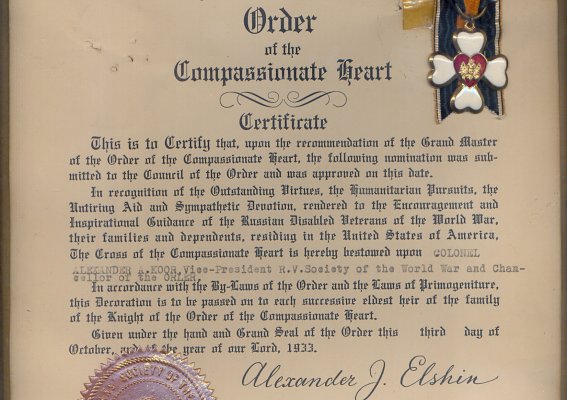 Order
of the
Compassionate Heart
Certificate
This is to Certify that, upon the recommendation of the Grand Master
of the Order of the Compassionate Heart, the following nomination was sub-
mitted to the Council of the Order and was approved on this date.
In recognition of the Outstanding Virtues, the Humanitarian Pursuits, the
Untiring Aid and Sympathetic Devotion, rendered to the Encouragement and
Inspirational Guidance of the Russian Disabled Veterans of the World War,
their families and dependents, residing in the United States of America,
The Cross of the Compassionate Heart is hereby bestowed upon COLONEL
ALEXANDER A.KOOR, Vice-President R.V.Society of the World War and Chan-
cellor of the ORDER.
In accordance with the By-Laws of the Order and the Laws of Primogeniture,
this Decoration is to be passed on to each successive eldest heir of the family
of the Knight of the Order of the Compassionate Heart.
Given under the hand and Grand Seal of the Order this third day of
October, and of the year of our Lord, 1933.
SOCIETY OF THE
Alexander J. Elshin